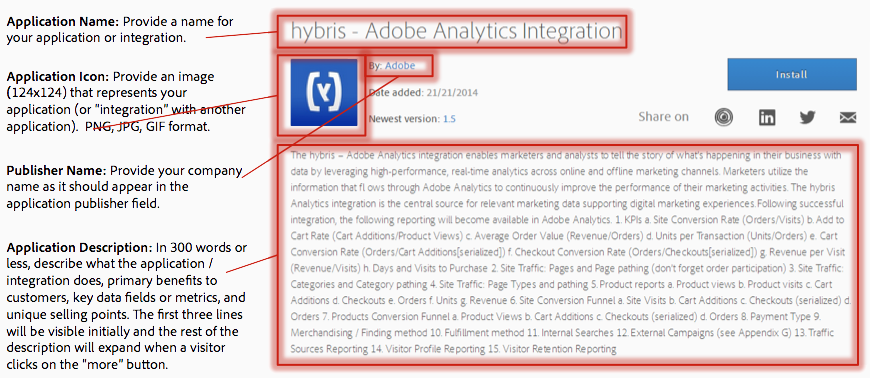 Application Name: Provide a name for
your application or integration.
Application Icon: Provide an image
(124x124) that represents your
application (or "integration" with another
application). PNG, JPG, GIF format.
Publisher Name: Provide your company
name as it should appear in the
application publisher field.
Application Description: In 300 words or
less, describe what the application /
integration does, primary benefits to
customers, key data fields or metrics, and
unique selling points. The first three lines
will be visible initially and the rest of the
description will expand when a visitor
clicks on the "more" button.
hybris - Adobe Analytics Integration
By: Adobe
Date added: 21/21/2014
Newest version: 1.5
Install
Share on
The hybris – Adobe Analytics integration enables marketers and analysts to tell the story of what's happening in their business with
data by leveraging high-performance, real-time analytics across online and offline marketing channels. Marketers utilize the
information that flows through Adobe Analytics to continuously improve the performance of their marketing activities. The hybris
Analytics integration is the central source for relevant marketing data supporting digital marketing experiences.Following successful
integration, the following reporting will become available in Adobe Analytics. 1. KPIs a. Site Conversion Rate (Orders/Visits) b. Add to
Cart Rate (Cart Additions/Product Views) c. Average Order Value (Revenue/Orders) d. Units per Transaction (Units/Orders) e. Cart
Conversion Rate (Orders/Cart Additions[serialized]) f. Checkout Conversion Rate (Orders/Checkouts[serialized]) g. Revenue per Visit
(Revenue/Visits) h. Days and Visits to Purchase 2. Site Traffic: Pages and Page pathing (don't forget order participation) 3. Site Traffic:
Categories and Category pathing 4. Site Traffic: Page Types and pathing 5. Product reports a. Product views b. Product visits c. Cart
Additions d. Checkouts e. Orders f. Units g. Revenue 6. Site Conversion Funnel a. Site Visits b. Cart Additions c. Checkouts (serialized) d.
Orders 7. Products Conversion Funnel a. Product Views b. Cart Additions c. Checkouts (serialized) d. Orders 8. Payment Type 9.
Merchandising / Finding method 10. Fulfillment method 11. Internal Searches 12. External Campaigns (see Appendix G) 13. Traffic
Sources Reporting 14. Visitor Profile Reporting 15. Visitor Retention Reporting